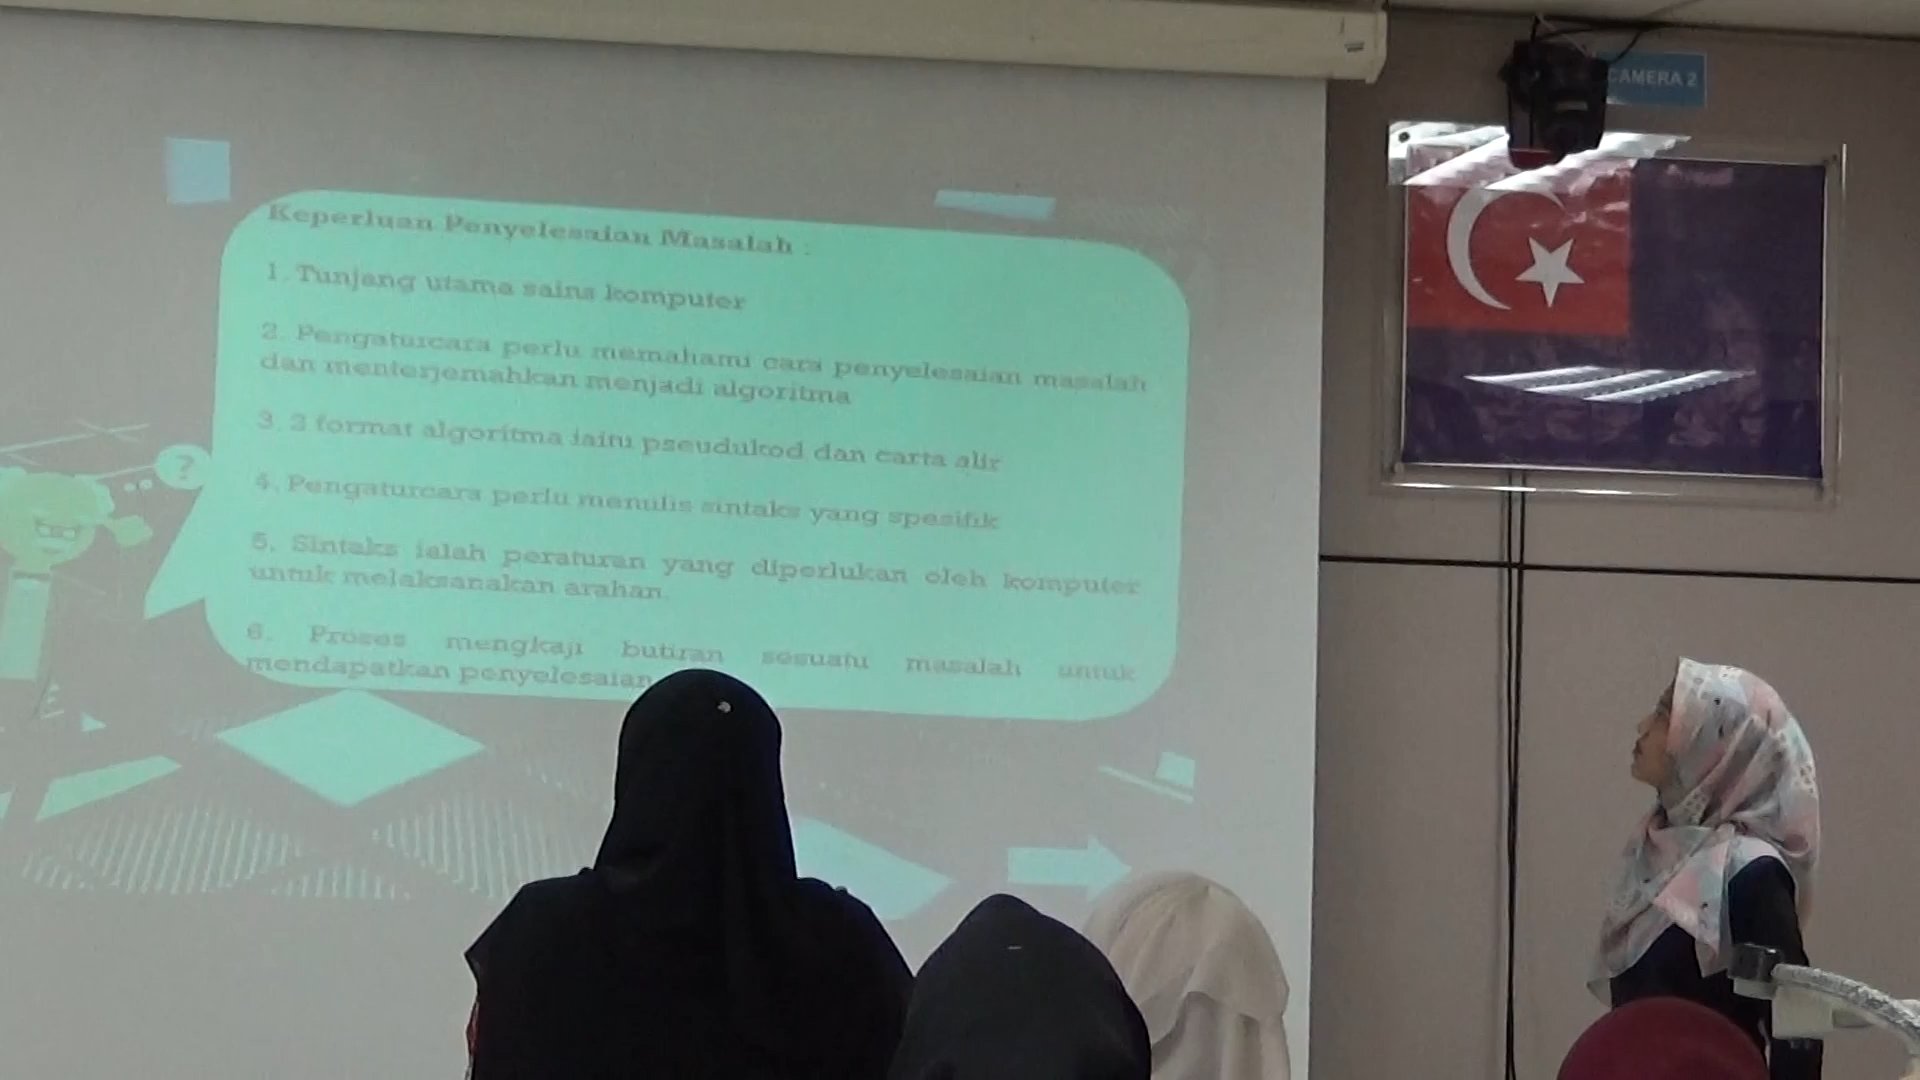 Keperluan Penyelesaian Masalah :
1. Tunjang utama sains komputer
2. Pengaturcara perlu memahami cara penyelesaian masalah
dan menterjemahkan menjadi algoritma
3. 2 format algoritma iaitu pseudukod dan carta alir
4. Pengaturcara perlu menulis sintaks yang spesifik
5. Sintaks ialah peraturan yang diperlukan oleh komputer
untuk melaksanakan arahan.
6. Proses mengkaji butiran sesuatu masalah untuk
mendapatkan penyelesaian
?
CAMERA 2